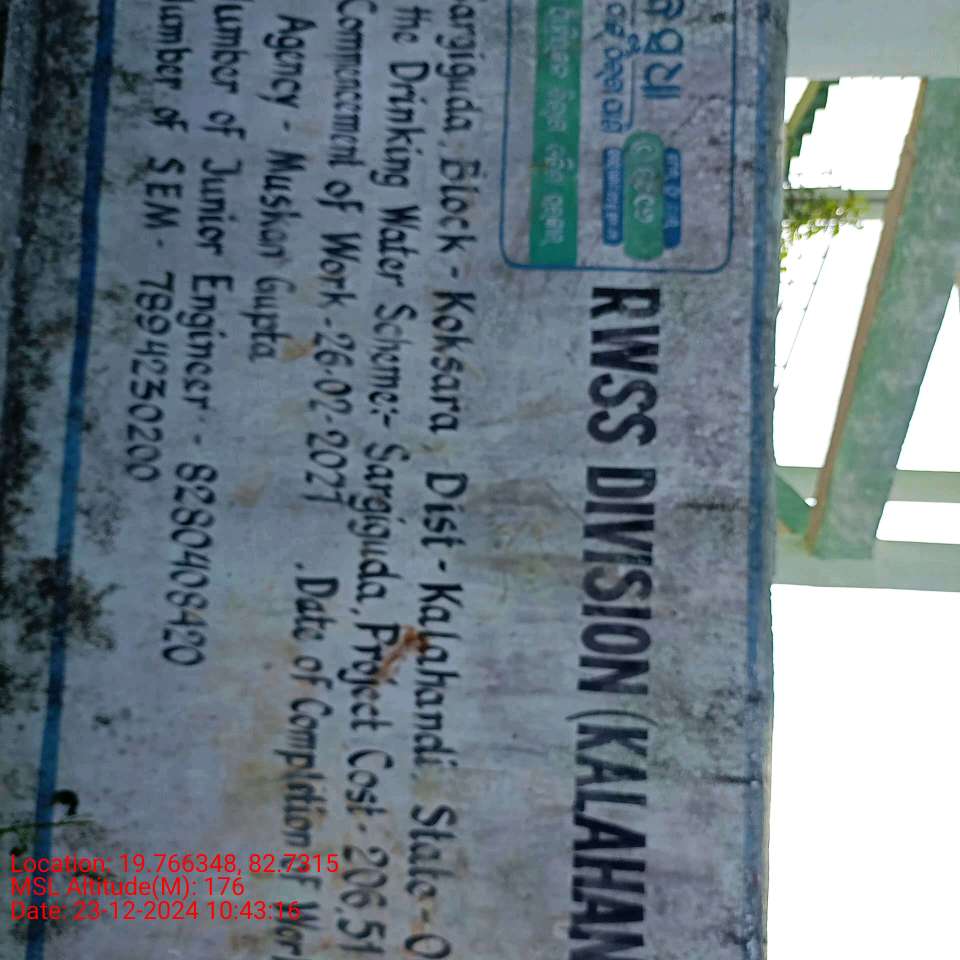 RWSS DIVISION (KALAHAN
Sargiguda, Block - Koksara, Dist - Kalahandi, State - O
the Drinking Water Scheme:- Sargiguda, Project Cost - 206.51
Commencement of Work - 26-02-2021 . Date of Completion of Wor
Agency - Muskan Gupta
Number of Junior Engineer - 8280408420
Number of SEM - 7894230200
Location: 19.766348, 82.7315
MSL Altitude(M): 176
Date: 23-12-2024 10:43:16